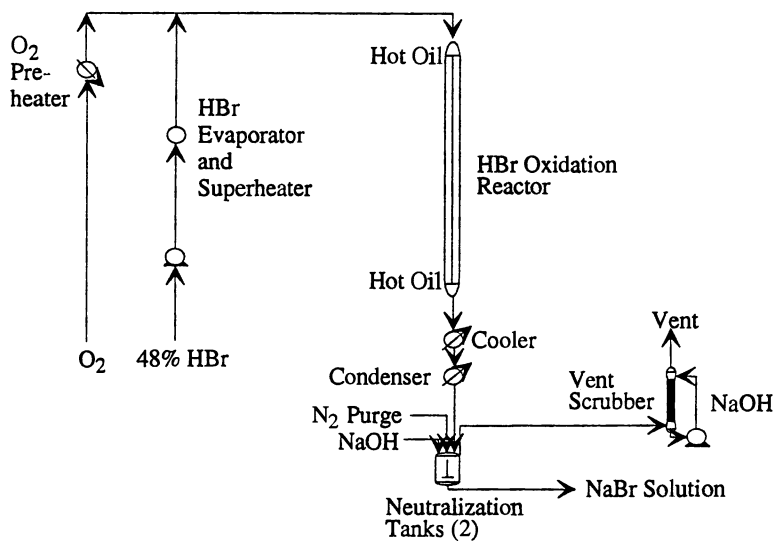 O2
Pre-
heater
HBr
Evaporator
and
Superheater
O2
48% HBr
Hot Oil
HBr Oxidation
Reactor
Hot Oil
Cooler
Condenser
N2 Purge
NaOH
Neutralization
Tanks (2)
NaBr Solution
Vent
Vent
Scrubber
NaOH